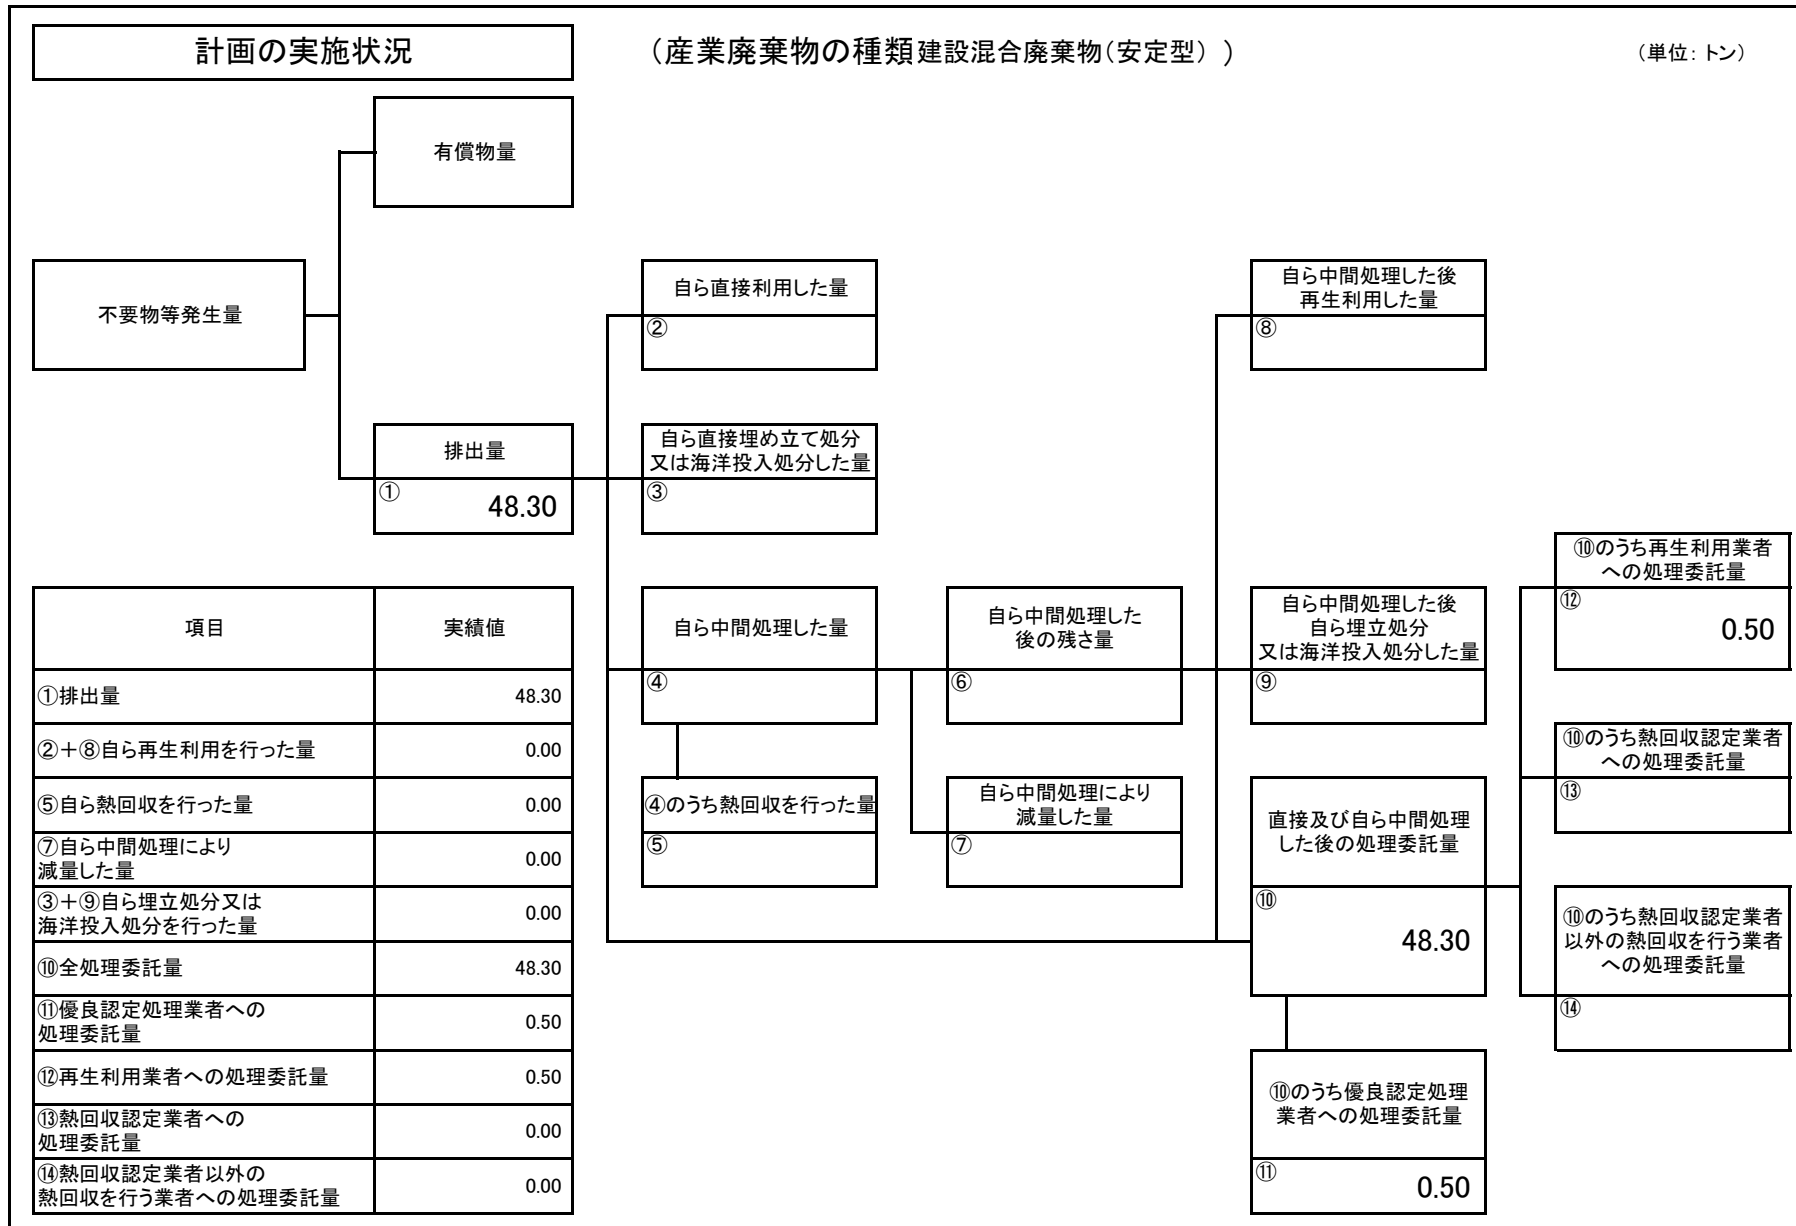 計画の実施状況
（産業廃棄物の種類建設混合廃棄物（安定型））
（単位：トン）
有償物量
不要物等発生量
自ら直接利用した量
②
自ら中間処理した後
再生利用した量
⑧
排出量
① 48.30
自ら直接埋め立て処分
又は海洋投入処分した量
③
⑩のうち再生利用業者
への処理委託量
⑫ 0.50
自ら中間処理した量
④
自ら中間処理した
後の残さ量
⑥
自ら中間処理した後
自ら埋立処分
又は海洋投入処分した量
⑨
⑩のうち熱回収認定業者
への処理委託量
⑬
④のうち熱回収を行った量
⑤
自ら中間処理により
減量した量
⑦
直接及び自ら中間処理
した後の処理委託量
⑩ 48.30
⑩のうち熱回収認定業者
以外の熱回収を行う業者
への処理委託量
⑭
⑩のうち優良認定処理
業者への処理委託量
⑪ 0.50
項目 実績値
①排出量 48.30
②＋⑧自ら再生利用を行った量 0.00
⑤自ら熱回収を行った量 0.00
⑦自ら中間処理により
減量した量 0.00
③＋⑨自ら埋立処分又は
海洋投入処分を行った量 0.00
⑩全処理委託量 48.30
⑪優良認定処理業者への
処理委託量 0.50
⑫再生利用業者への処理委託量 0.50
⑬熱回収認定業者への
処理委託量 0.00
⑭熱回収認定業者以外の
熱回収を行う業者への処理委託量 0.00